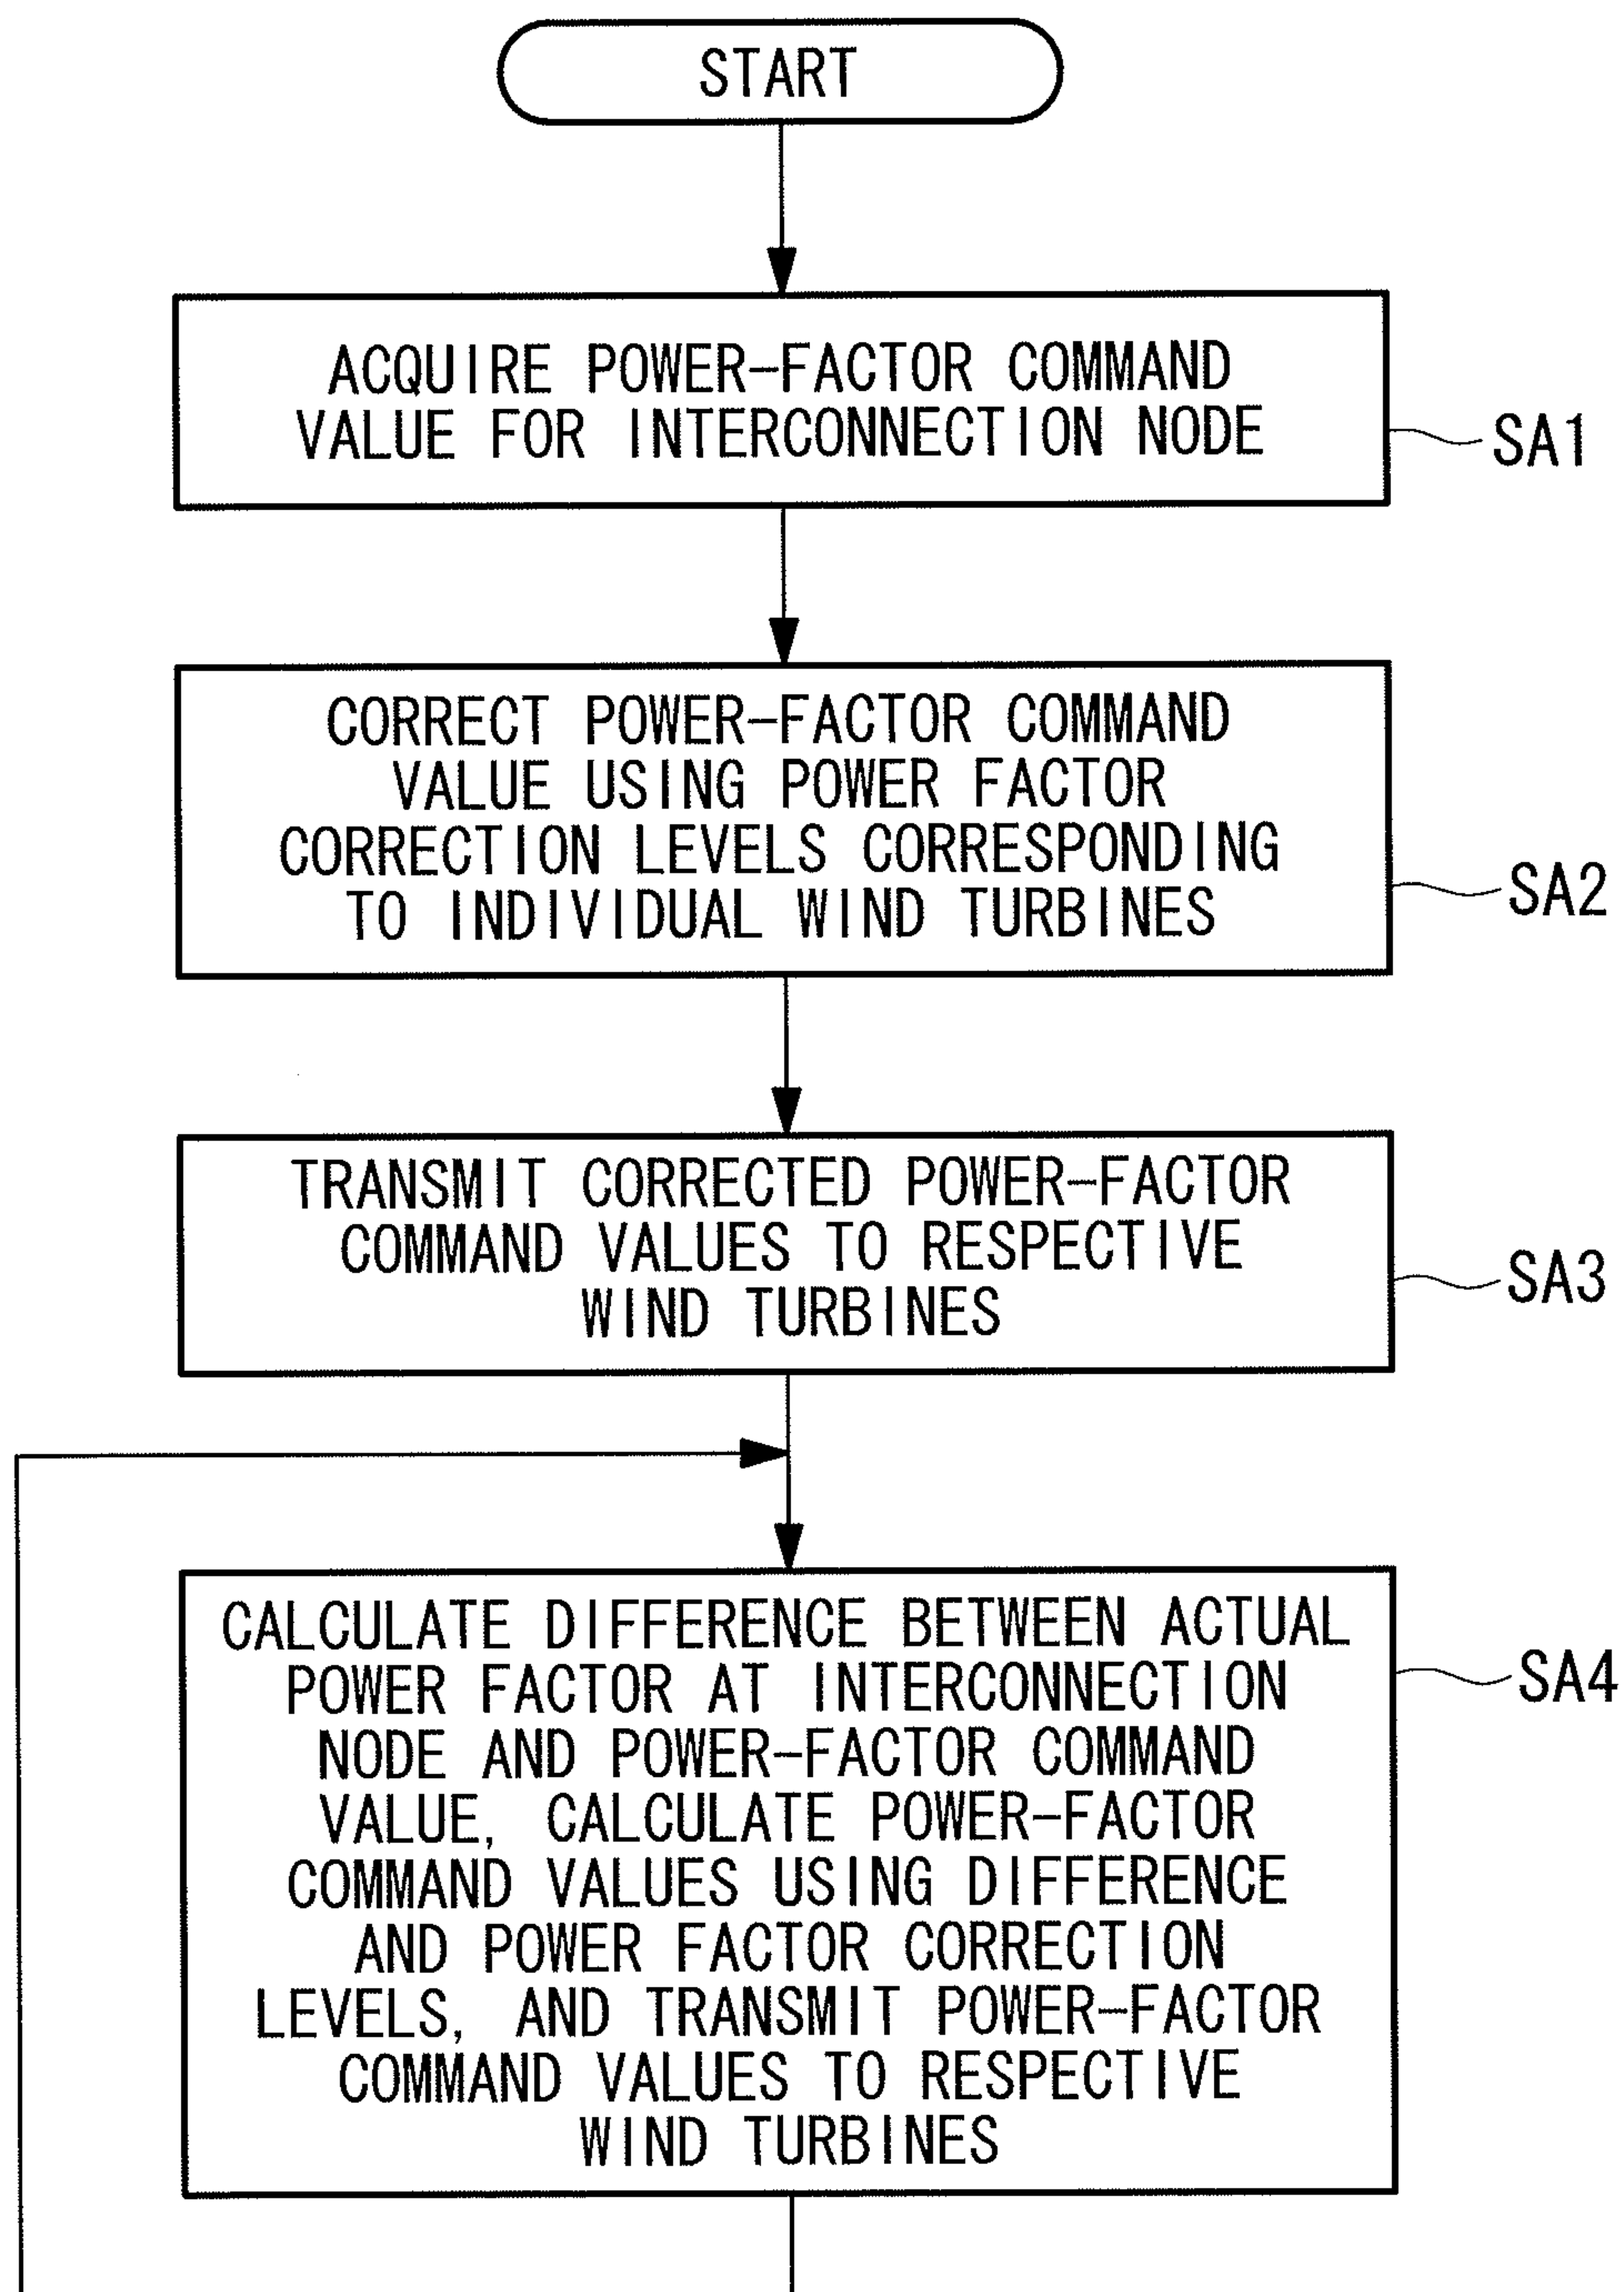 START
ACQUIRE POWER-FACTOR COMMAND
VALUE FOR INTERCONNECTION NODE
SA1
CORRECT POWER-FACTOR COMMAND
VALUE USING POWER FACTOR
CORRECTION LEVELS CORRESPONDING
TO INDIVIDUAL WIND TURBINES
SA2
TRANSMIT CORRECTED POWER-FACTOR
COMMAND VALUES TO RESPECTIVE
WIND TURBINES
SA3
CALCULATE DIFFERENCE BETWEEN ACTUAL
POWER FACTOR AT INTERCONNECTION
NODE AND POWER-FACTOR COMMAND
VALUE, CALCULATE POWER-FACTOR
COMMAND VALUES USING DIFFERENCE
AND POWER FACTOR CORRECTION
LEVELS, AND TRANSMIT POWER-FACTOR
COMMAND VALUES TO RESPECTIVE
WIND TURBINES
SA4